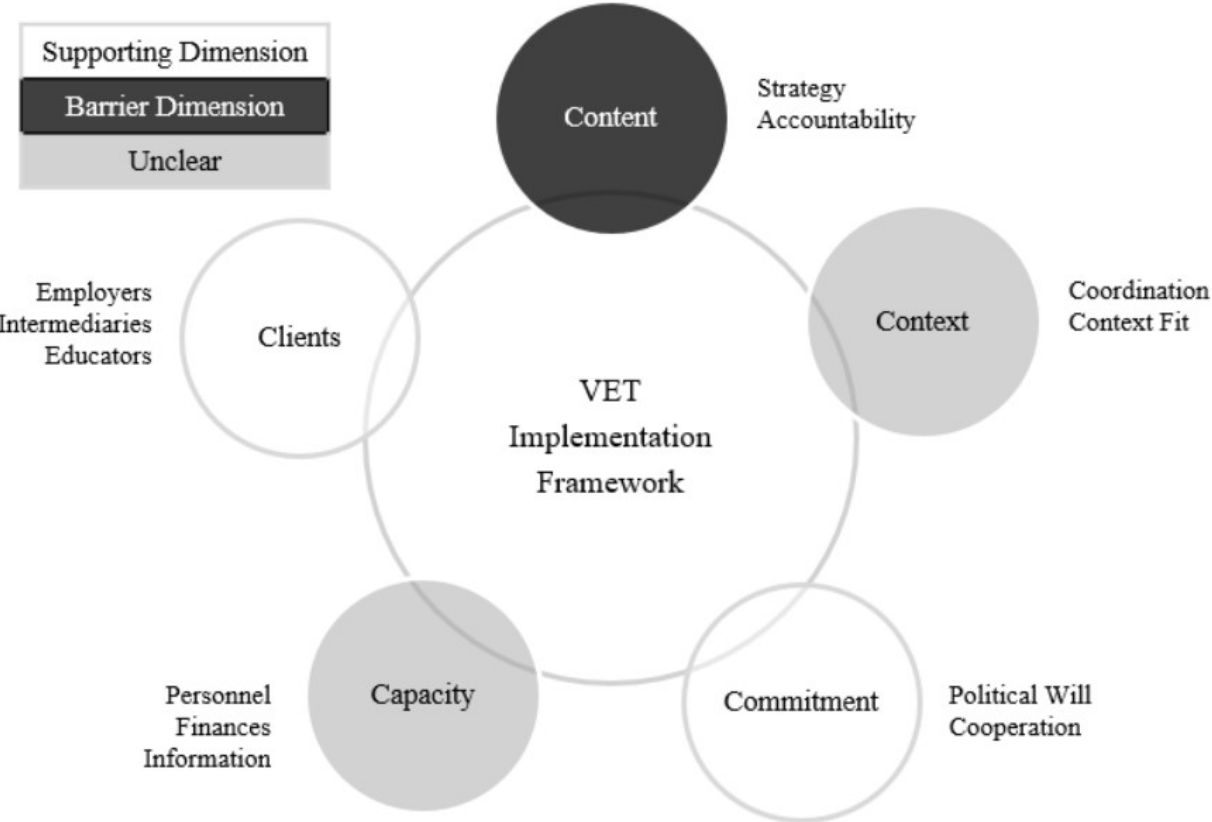 Supporting Dimension
Barrier Dimension
Unclear
Content
Strategy
Accountability
Context
Coordination
Context Fit
Employers
Intermediaries
Educators
Clients
VET
Implementation
Framework
Personnel
Finances
Information
Capacity
Commitment
Political Will
Cooperation